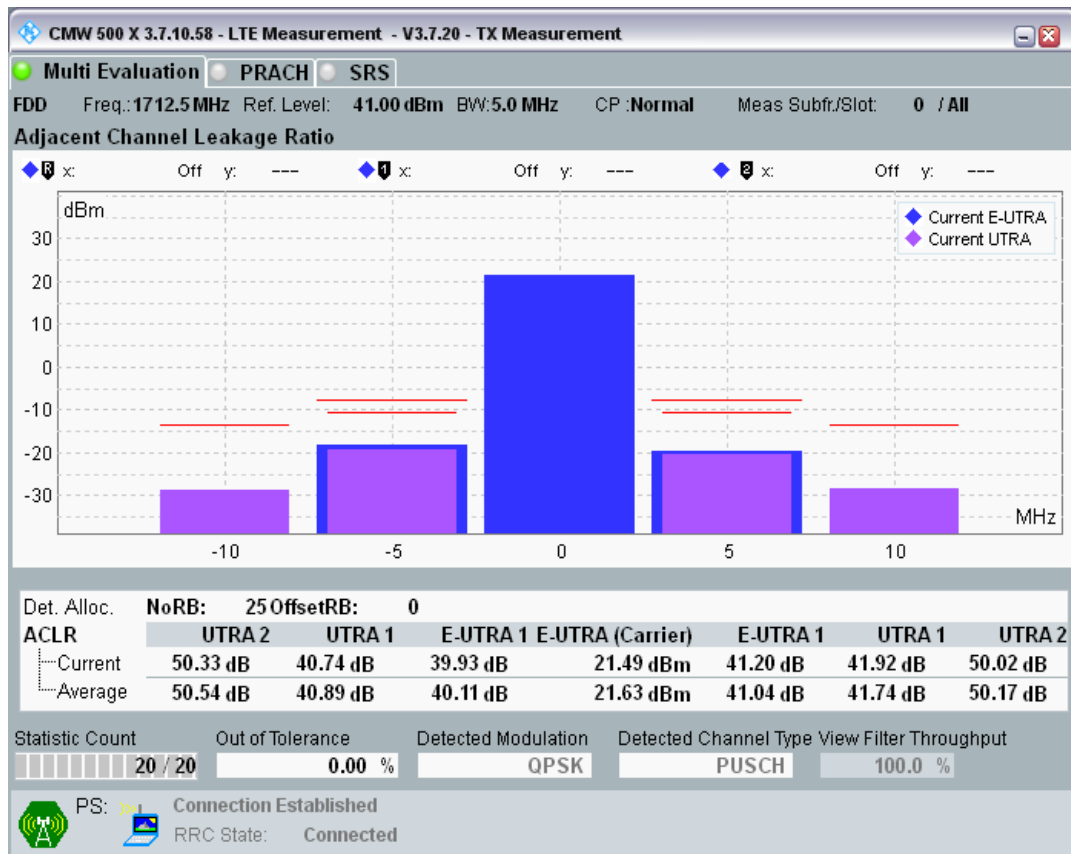 CMW 500 X 3.7.10.58 - LTE Measurement - V3.7.20 - TX Measurement
Multi Evaluation PRACH SRS
FDD Freq.:1712.5 MHz Ref. Level: 41.00 dBm BW:5.0 MHz CP :Normal Meas Subfr./Slot: 0 / All
Adjacent Channel Leakage Ratio
R x: Off y: --- 1 x: Off y: --- 2 x: Off y: ---
dBm
Current E-UTRA
Current UTRA
30
20
10
0
-10
-20
-30
MHz
-10 -5 0 5 10
Det. Alloc. NoRB: 25 OffsetRB: 0
ACLR UTRA 2 UTRA 1 E-UTRA 1 E-UTRA (Carrier) E-UTRA 1 UTRA 1 UTRA 2
Current 50.33 dB 40.74 dB 39.93 dB 21.49 dBm 41.20 dB 41.92 dB 50.02 dB
Average 50.54 dB 40.89 dB 40.11 dB 21.63 dBm 41.04 dB 41.74 dB 50.17 dB
Statistic Count Out of Tolerance Detected Modulation Detected Channel Type View Filter Throughput
20 / 20 0.00 % QPSK PUSCH 100.0 %
PS: Connection Established
RRC State: Connected